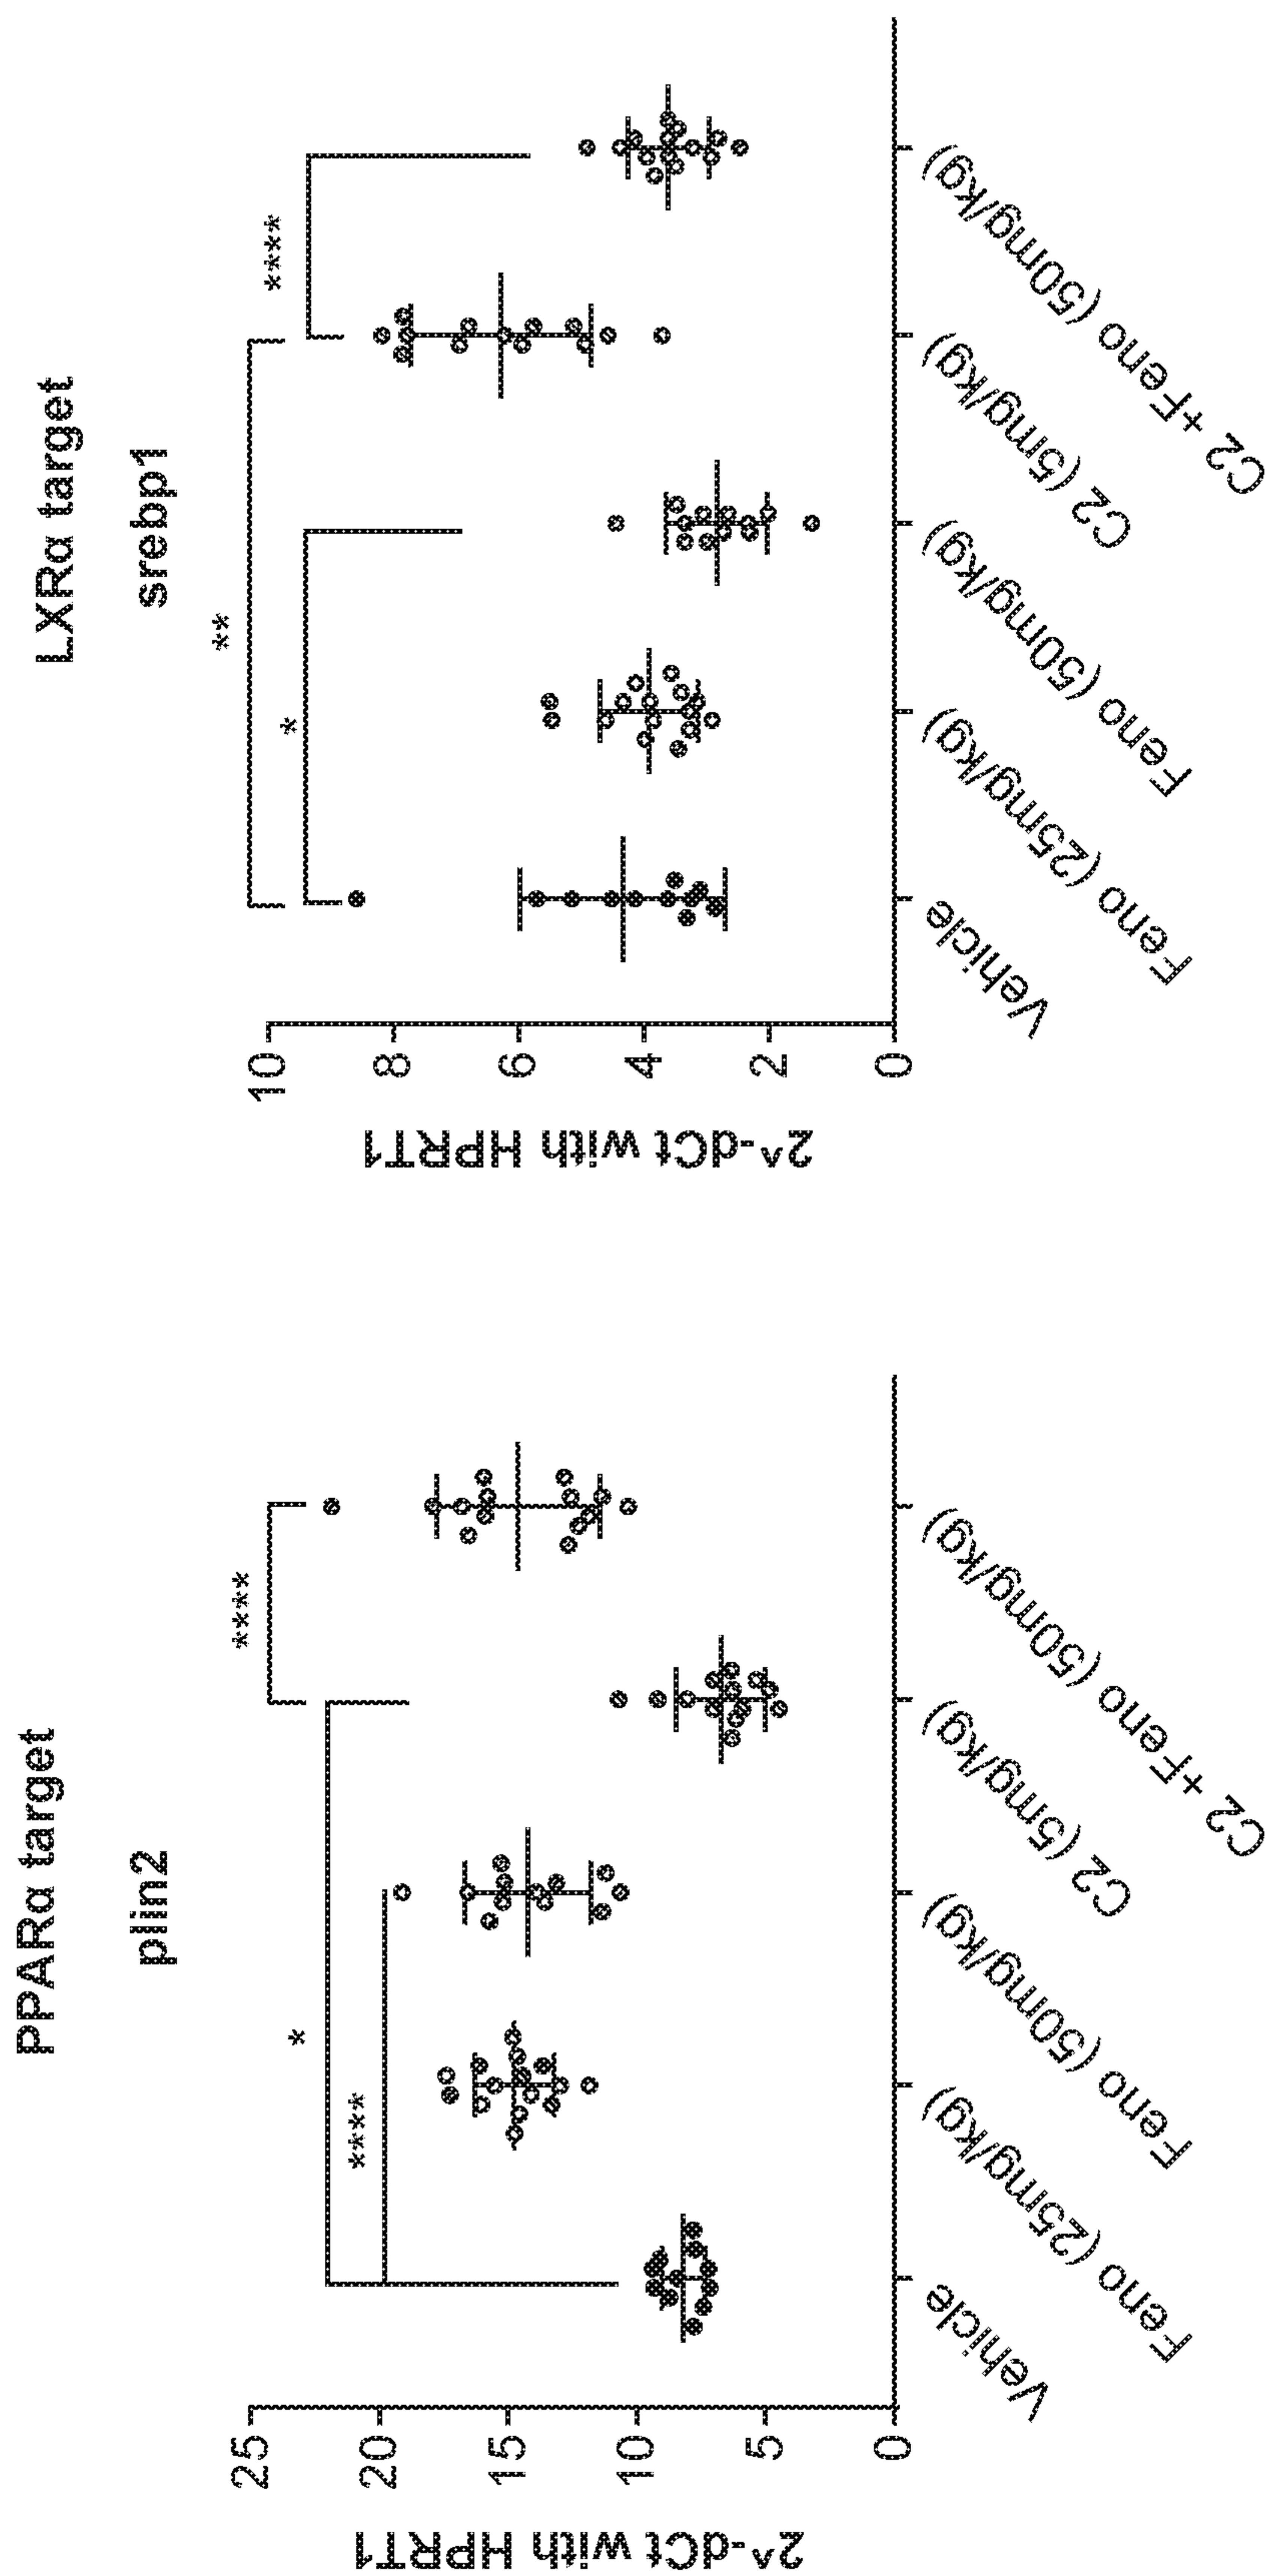 PPARα target
plin2
2^-dCt with HPRT1
25
20
15
10
5
0
*
****
****
Vehicle
Feno (25mg/kg)
Feno (50mg/kg)
C2 (5mg/kg)
C2 +Feno (50mg/kg)
LXRα target
srebp1
2^-dCt with HPRT1
10
8
6
4
2
0
**
*
****
Vehicle
Feno (25mg/kg)
Feno (50mg/kg)
C2 (5mg/kg)
C2 +Feno (50mg/kg)